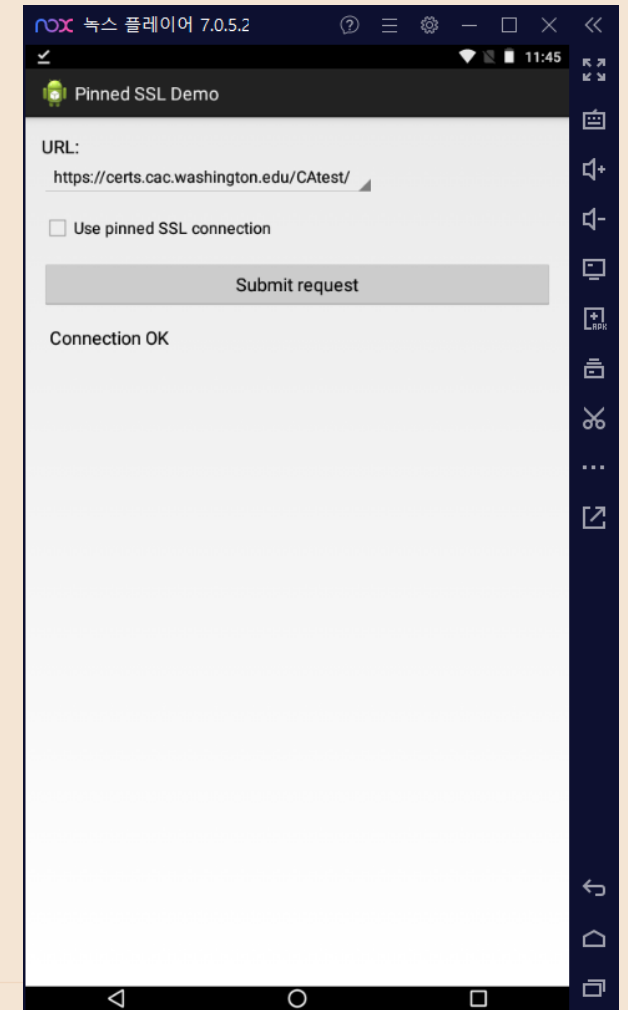 nox 녹스 플레이어 7.0.5.2
11:45
Pinned SSL Demo
URL:
https://certs.cac.washington.edu/CAtest/
Use pinned SSL connection
Submit request
Connection OK
APK